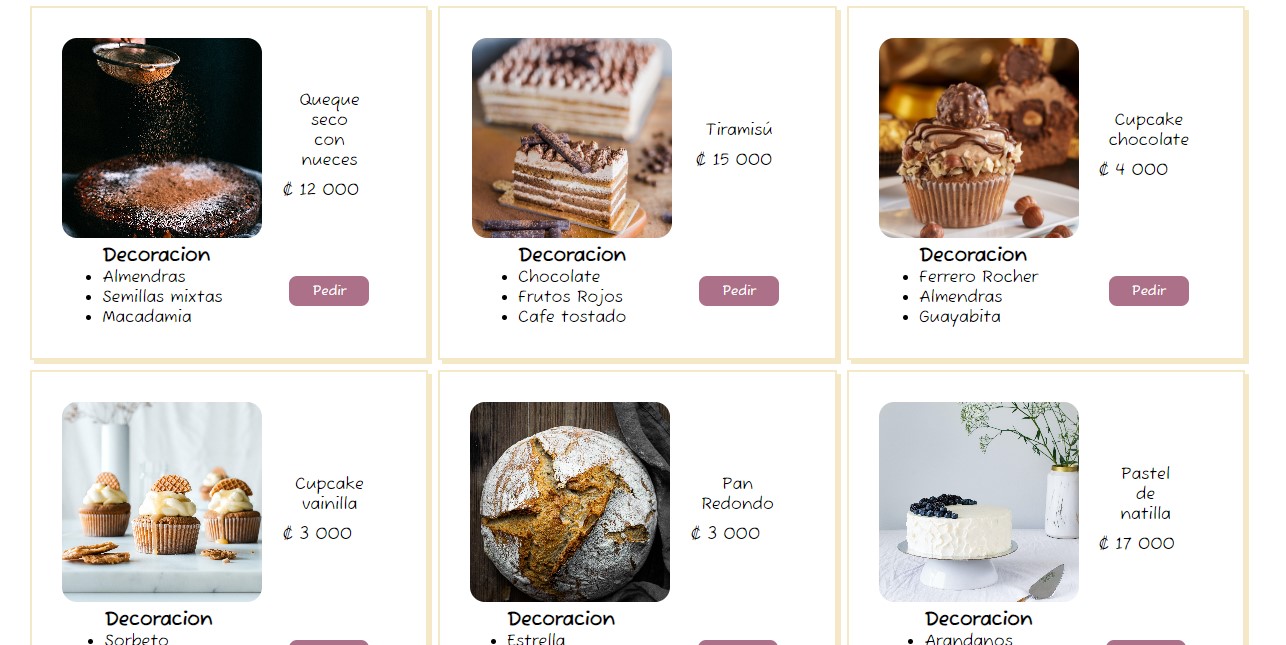 Queque
seco
con
nueces
₡ 12 000
Decoracion
Almendras
Semillas mixtas
Macadamia
Pedir
Tiramisú
₡ 15 000
Decoracion
Chocolate
Frutos Rojos
Cafe tostado
Pedir
Cupcake
chocolate
₡ 4 000
Decoracion
Ferrero Rocher
Almendras
Guayabita
Pedir
Cupcake
vainilla
₡ 3 000
Decoracion
Sorbeto
Pan
Redondo
₡ 3 000
Decoracion
Estrella
Pastel
de
natilla
₡ 17 000
Decoracion
Arandanos